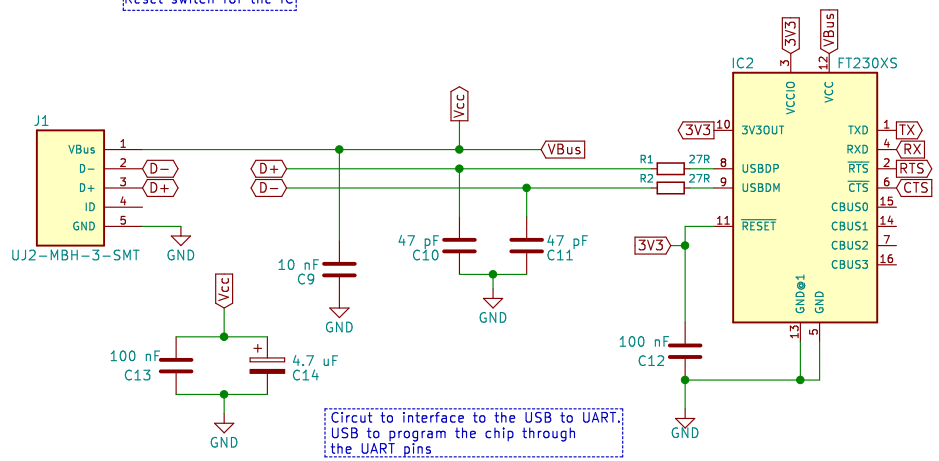 Reset switch for the IC
3V3
VBus
IC2
3
12
FT230XS
VCCIO
VCC
Vcc
J1
VBus
1
D-
2
D-
D+
3
D+
ID
4
GND
5
UJ2-MBH-3-SMT
GND
VBus
D+
D-
R1
27R
R2
27R
3V3
10
3V3OUT
8
USBDP
9
USBDM
11
RESET
TXD
1
TX
RXD
4
RX
RTS
2
RTS
CTS
6
CTS
CBUS0
15
CBUS1
14
CBUS2
7
CBUS3
16
GND@1
GND
13
5
3V3
47 pF
C10
47 pF
C11
10 nF
C9
GND
GND
Vcc
100 nF
C13
+
4.7 uF
C14
GND
100 nF
C12
GND
Circut to interface to the USB to UART.
USB to program the chip through
the UART pins